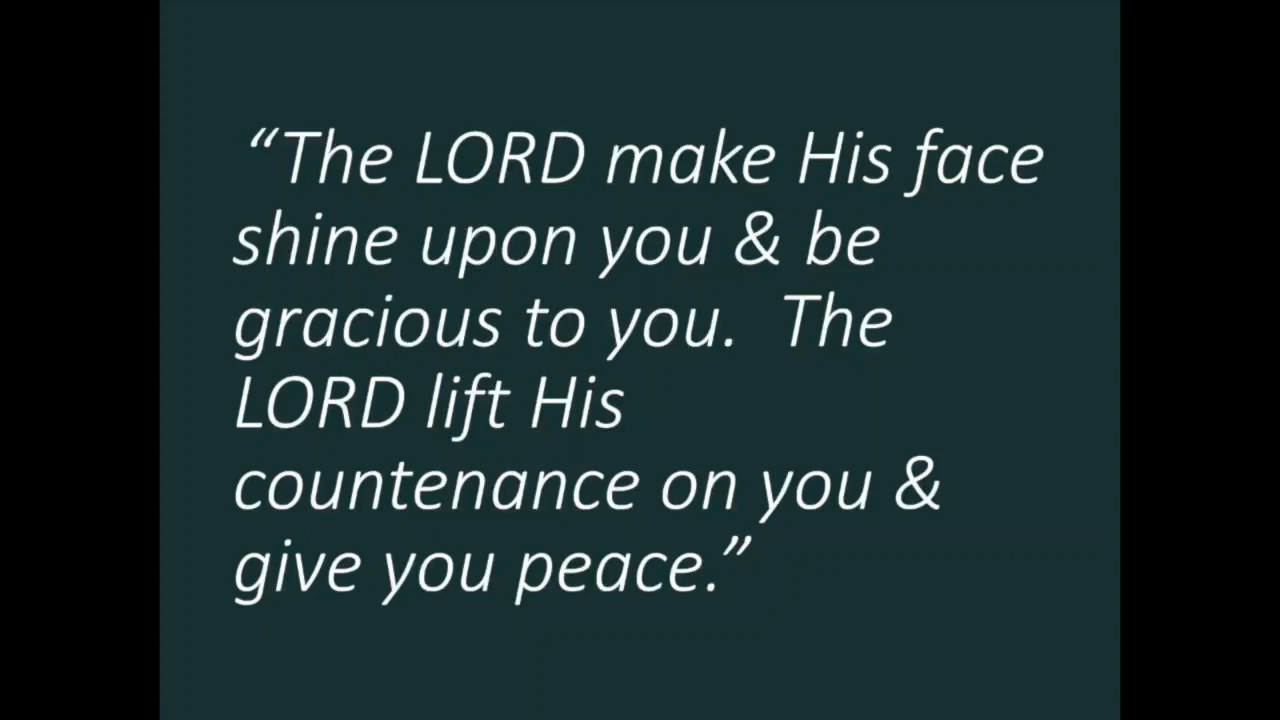 “The LORD make His face
shine upon you & be
gracious to you.  The
LORD lift His
countenance on you &
give you peace.”